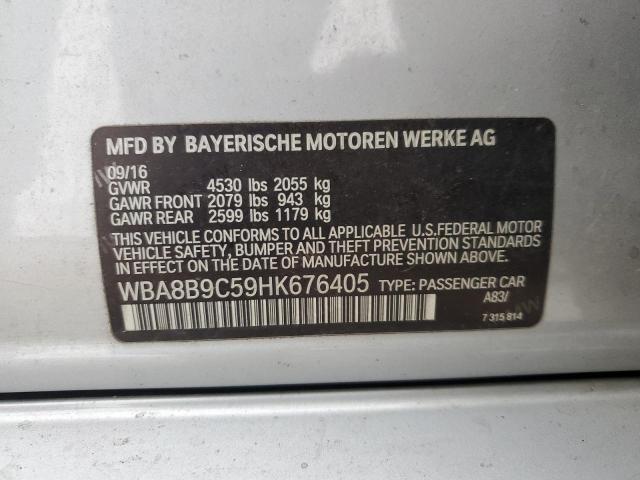 MFD BY BAYERISCHE MOTOREN WERKE AG
09/16
GVWR 4530 lbs 2055 kg
GAWR FRONT 2079 lbs 943 kg
GAWR REAR 2599 lbs 1179 kg
THIS VEHICLE CONFORMS TO ALL APPLICABLE U.S.FEDERAL MOTOR
VEHICLE SAFETY, BUMPER AND THEFT PREVENTION STANDARDS
IN EFFECT ON THE DATE OF MANUFACTURE SHOWN ABOVE.
WBA8B9C59HK676405 TYPE: PASSENGER CAR
A83/
7 315 814